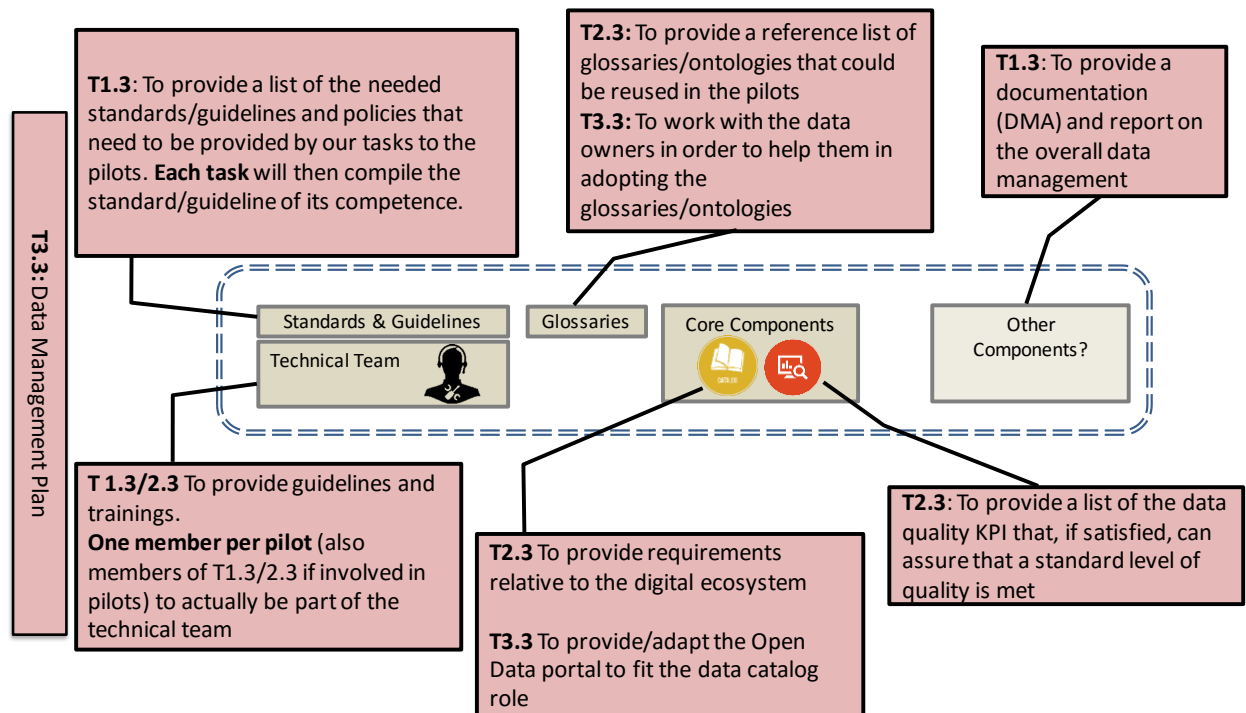 T3.3: Data Management Plan
T1.3: To provide a list of the needed
standards/guidelines and policies that
need to be provided by our tasks to the
pilots. Each task will then compile the
standard/guideline of its competence.
T2.3: To provide a reference list of
glossaries/ontologies that could
be reused in the pilots
T3.3: To work with the data
owners in order to help them in
adopting the
glossaries/ontologies
T1.3: To provide a
documentation
(DMA) and report on
the overall data
management
Standards & Guidelines
Glossaries
Core Components
Other
Components?
Technical Team
T 1.3/2.3 To provide guidelines and
trainings.
One member per pilot (also
members of T1.3/2.3 if involved in
pilots) to actually be part of the
technical team
T2.3 To provide requirements
relative to the digital ecosystem
T3.3 To provide/adapt the Open
Data portal to fit the data catalog
role
T2.3: To provide a list of the data
quality KPI that, if satisfied, can
assure that a standard level of
quality is met